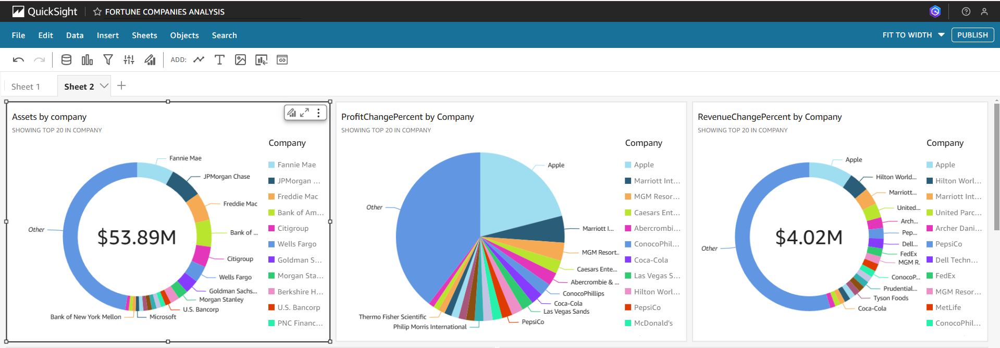 QuickSight
FORTUNE COMPANIES ANALYSIS
File Edit Data Insert Sheets Objects Search
FIT TO WIDTH
PUBLISH
ADD:
Sheet 1
Sheet 2
Assets by company
SHOWING TOP 20 IN COMPANY
Fannie Mae
JPMorgan Chase
Freddie Mac
Bank of ...
Citigroup
Wells Fargo
Goldman Sachs...
Morgan Stanley
U.S. Bancorp
Microsoft
Bank of New York Mellon
Other
$53.89M
Company
Fannie Mae
JPMorgan ...
Freddie Mac
Bank of Am...
Citigroup
Wells Fargo
Goldman S...
Morgan Sta...
Berkshire H...
U.S. Bancorp
PNC Financ...
ProfitChangePercent by Company
SHOWING TOP 20 IN COMPANY
Apple
Marriott I...
MGM Resort..
Caesars Ente...
Abercrombie & ...
ConocoPhillips
Coca-Cola
Las Vegas Sands
PepsiCo
Philip Morris International
Thermo Fisher Scientific
Other
Company
Apple
Marriott Int...
MGM Resor...
Caesars Ent...
Abercrombi...
ConocoPhil...
Coca-Cola
Las Vegas S...
Hilton Worl...
PepsiCo
McDonald's
RevenueChangePercent by Company
SHOWING TOP 20 IN COMPANY
Apple
Hilton World...
Marriott...
United...
Arch...
Pep...
Dell...
FedEx
MGM R.
ConocoP...
Prudential...
Tyson Foods
Coca-Cola
Other
$4.02M
Company
Apple
Hilton Worl...
Marriott Int...
United Parc...
Archer Dani...
PepsiCo
Dell Techn...
FedEx
MGM Resor...
MetLife
ConocoPhil...